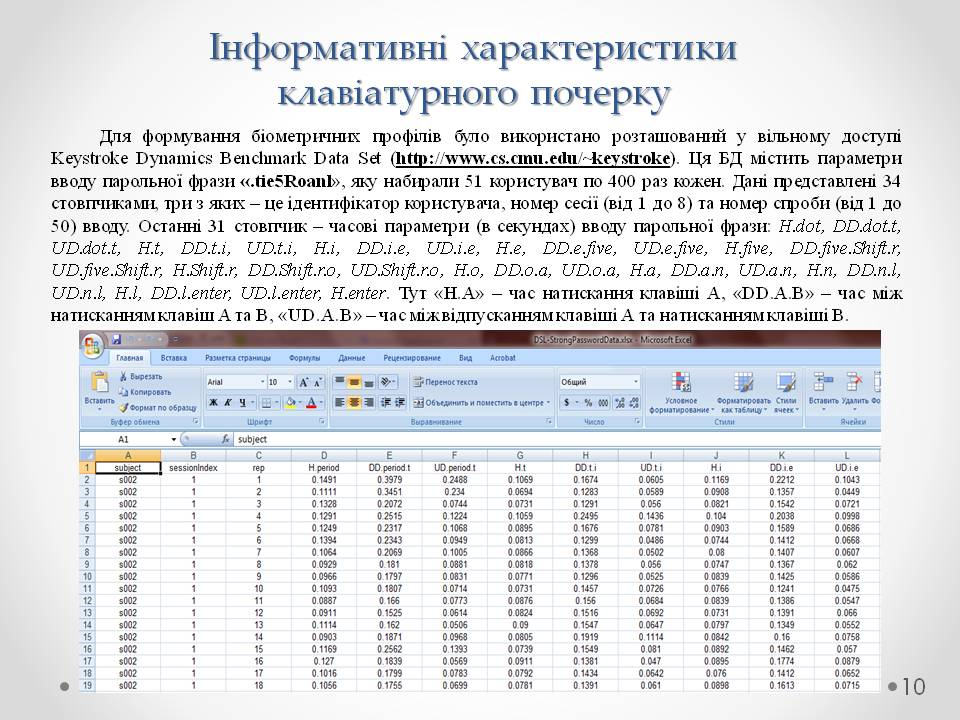 Інформативні характеристики
клавіатурного почерку
Для формування біометричних профілів було використано розташований у вільному доступі
Keystroke Dynamics Benchmark Data Set (http://www.cs.cmu.edu/~keystroke). Ця БД містить параметри
вводу парольної фрази «.tie5Roanl», яку набирали 51 користувач по 400 раз кожен. Дані представлені 34
стовпчиками, три з яких – це ідентифікатор користувача, номер сесії (від 1 до 8) та номер спроби (від 1 до
50) вводу. Останні 31 стовпчик – часові параметри (в секундах) вводу парольної фрази: H.dot, DD.dot.t,
UD.dot.t, H.t, DD.t.i, UD.t.i, H.i, DD.i.e, UD.i.e, H.e, DD.e.five, UD.e.five, H.five, DD.five.Shift.r,
UD.five.Shift.r, H.Shift.r, DD.Shift.r.o, UD.Shift.r.o, H.o, DD.o.a, UD.o.a, H.a, DD.a.n, UD.a.n, H.n, DD.n.l,
UD.n.l, H.l, DD.l.enter, UD.l.enter, H.enter. Тут «H.A» – час натискання клавіші A, «DD.A.B» – час між
натисканням клавіш A та B, «UD.A.B» – час між відпусканням клавіші A та натисканням клавіші B.
DSL-StrongPasswordData.xlsx - Microsoft Excel
Главная Вставка Разметка страницы Формулы Данные Рецензирование Вид Acrobat
Вставить Вырезать Копировать Формат по образцу Arial 10 Ж К Ч Перенос текста Объединить и поместить в центре Общий % 000 Условное форматирование Форматировать как таблицу Стили ячеек Вставить Удалить
Буфер обмена Шрифт Выравнивание Число Стили Ячейки
A1 fx subject
A B C D E F G H I J K L
1 subject sessionIndex rep H.period DD.period.t UD.period.t H.t DD.t.i UD.t.i H.i DD.i.e UD.i.e
2 s002 1 1 0.1491 0.3979 0.2488 0.1069 0.1674 0.0605 0.1169 0.2212 0.1043
3 s002 1 2 0.1111 0.3451 0.234 0.0694 0.1283 0.0589 0.0908 0.1357 0.0449
4 s002 1 3 0.1328 0.2072 0.0744 0.0731 0.1291 0.056 0.0821 0.1542 0.0721
5 s002 1 4 0.1291 0.2515 0.1224 0.1059 0.2495 0.1436 0.104 0.2038 0.0998
6 s002 1 5 0.1249 0.2317 0.1068 0.0895 0.1676 0.0781 0.0903 0.1589 0.0686
7 s002 1 6 0.1394 0.2343 0.0949 0.0813 0.1299 0.0486 0.0744 0.1412 0.0668
8 s002 1 7 0.1064 0.2069 0.1005 0.0866 0.1368 0.0502 0.08 0.1407 0.0607
9 s002 1 8 0.0929 0.181 0.0881 0.0818 0.1378 0.056 0.0747 0.1367 0.062
10 s002 1 9 0.0966 0.1797 0.0831 0.0771 0.1296 0.0525 0.0839 0.1425 0.0586
11 s002 1 10 0.1093 0.1807 0.0714 0.0731 0.1457 0.0726 0.0766 0.1241 0.0475
12 s002 1 11 0.0887 0.166 0.0773 0.0876 0.156 0.0684 0.0839 0.1386 0.0547
13 s002 1 12 0.0911 0.1525 0.0614 0.0824 0.1516 0.0692 0.0731 0.1391 0.066
14 s002 1 13 0.1114 0.162 0.0506 0.09 0.1547 0.0647 0.0797 0.1349 0.0552
15 s002 1 14 0.0903 0.1871 0.0968 0.0805 0.1919 0.1114 0.0842 0.16 0.0758
16 s002 1 15 0.1169 0.2562 0.1393 0.0739 0.1549 0.081 0.0892 0.1462 0.057
17 s002 1 16 0.127 0.1839 0.0569 0.0911 0.1381 0.047 0.0895 0.1774 0.0879
18 s002 1 17 0.1016 0.1799 0.0783 0.0792 0.1434 0.0642 0.076 0.1412 0.0652
19 s002 1 18 0.1056 0.1755 0.0699 0.0781 0.1391 0.061 0.0898 0.1613 0.0715
10